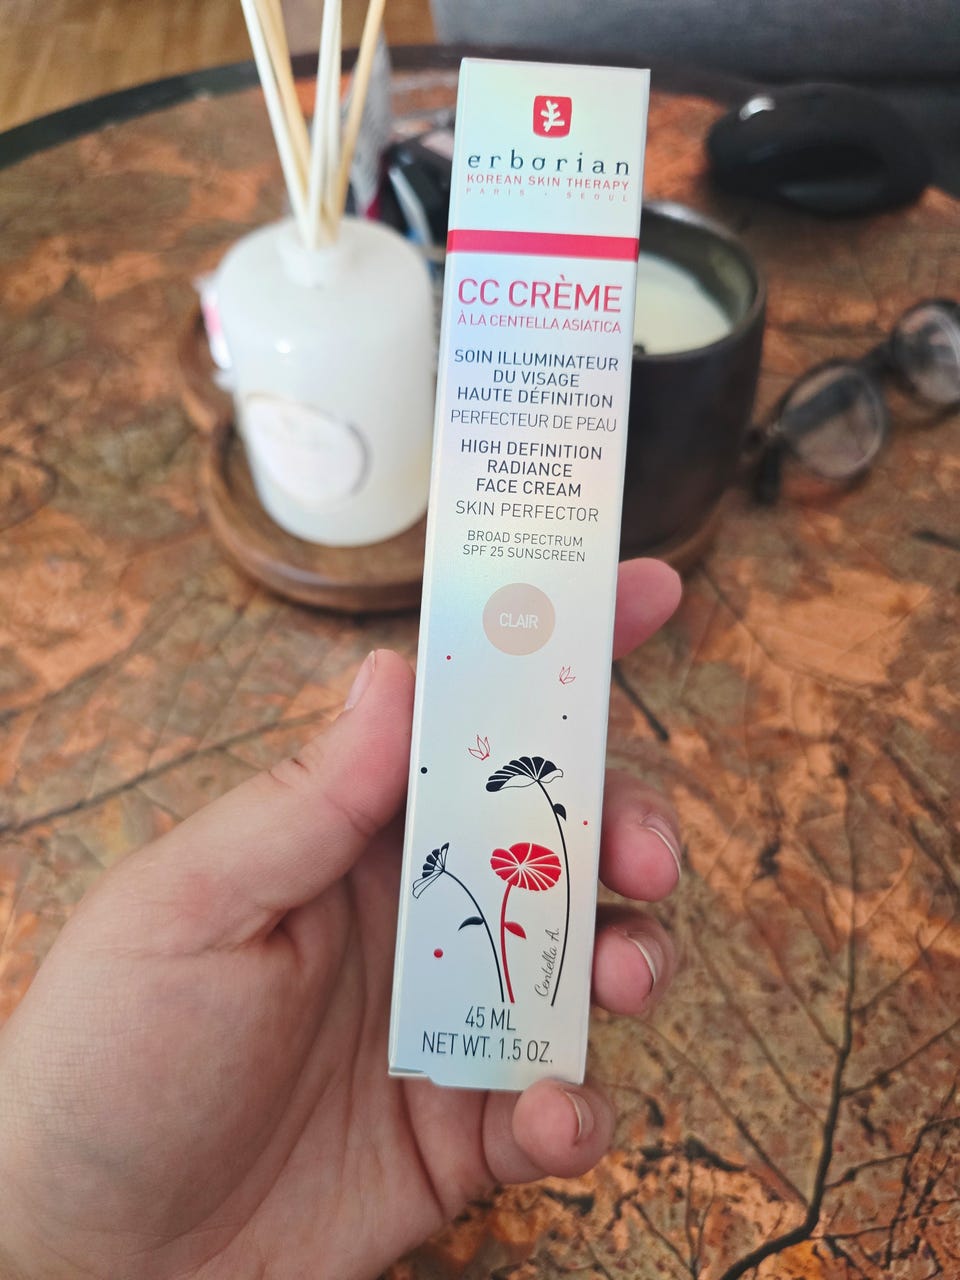 erborian
KOREAN SKIN THERAPY
PARIS - SEOUL
CC CRÈME
À LA CENTELLA ASIATICA
SOIN ILLUMINATEUR
DU VISAGE
HAUTE DÉFINITION
PERFECTEUR DE PEAU
HIGH DEFINITION
RADIANCE
FACE CREAM
SKIN PERFECTOR
BROAD SPECTRUM
SPF 25 SUNSCREEN
CLAIR
Centella A.
45 ML
NET WT. 1.5 OZ.